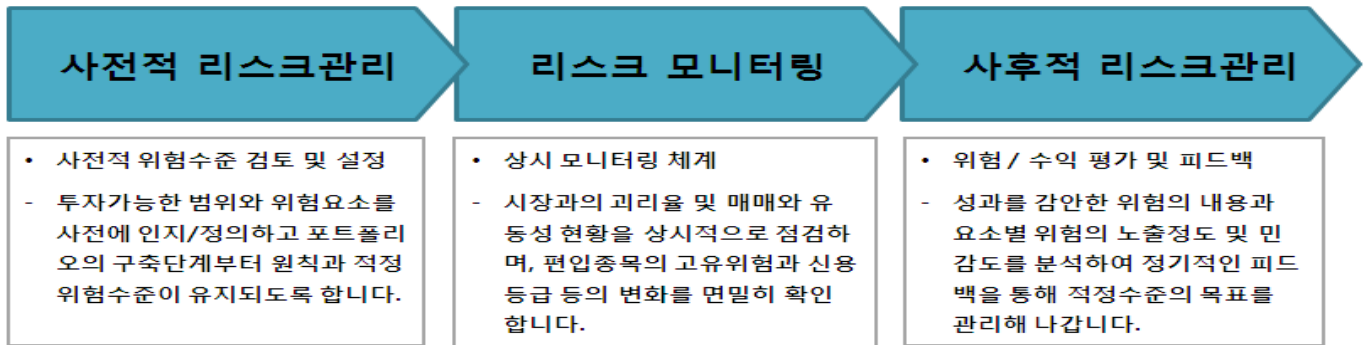 사전적 리스크관리
리스크 모니터링
사후적 리스크관리
• 사전적 위험수준 검토 및 설정
- 투자가능한 범위와 위험요소를
사전에 인지/정의하고 포트폴리
오의 구축단계부터 원칙과 적정
위험수준이 유지되도록 합니다.
• 상시 모니터링 체계
- 시장과의 괴리율 및 매매와 유
동성 현황을 상시적으로 점검하
며, 편입종목의 고유위험과 신용
등급 등의 변화를 면밀히 확인
합니다.
• 위험 / 수익 평가 및 피드백
- 성과를 감안한 위험의 내용과
요소별 위험의 노출정도 및 민
감도를 분석하여 정기적인 피드
백을 통해 적정수준의 목표를
관리해 나갑니다.